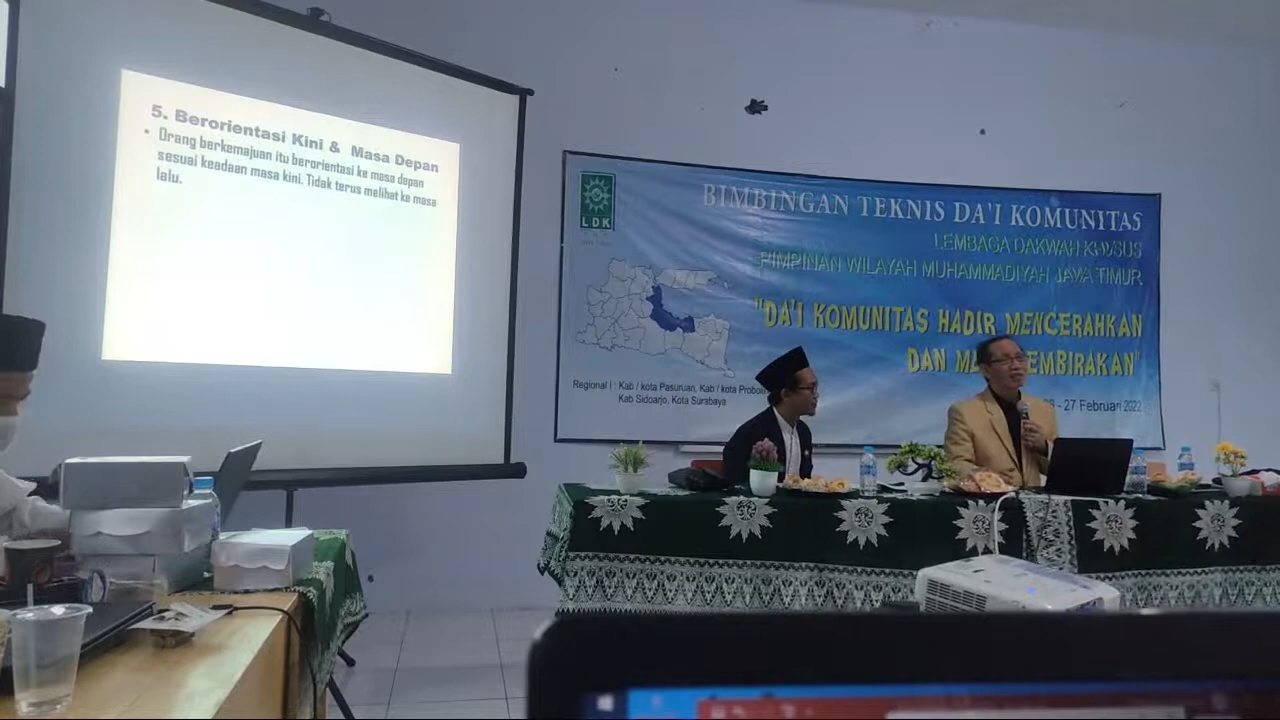 5. Berorientasi Kini & Masa Depan
• Orang berkemajuan itu berorientasi ke masa depan
sesuai keadaan masa kini. Tidak terus melihat ke masa
lalu.
LDK
BIMBINGAN TEKNIS DA'I KOMUNITAS
LEMBAGA DAKWAH KHUSUS
PIMPINAN WILAYAH MUHAMMADIYAH JAWA TIMUR
"DA'I KOMUNITAS HADIR MENCERAHKAN
DAN EMBIRAKAN"
Regional I : Kab / kota Pasuruan, Kab / kota
Kab Sidoarjo, Kota Surabaya
- 27 Februari 2022